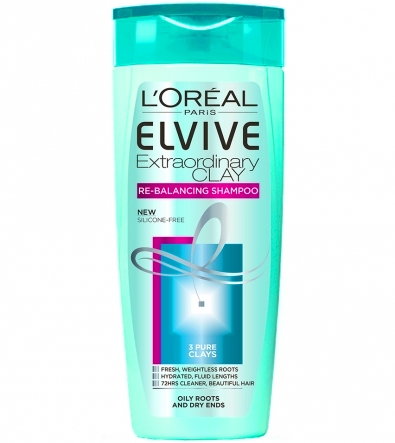 L'ORÉAL
PARIS
ELVIVE
Extraordinary
CLAY
RE-BALANCING SHAMPOO
NEW
SILICONE-FREE
3 PURE
CLAYS
FRESH, WEIGHTLESS ROOTS
HYDRATED, FLUID LENGTHS
72HRS CLEANER, BEAUTIFUL HAIR
OILY ROOTS
AND DRY ENDS